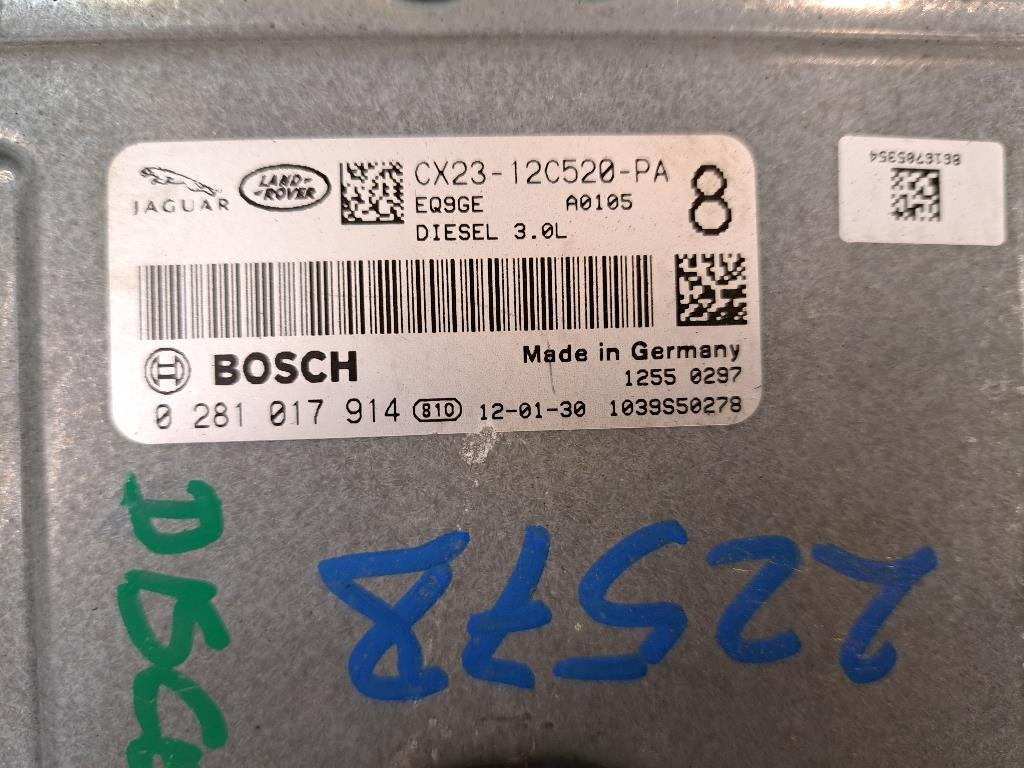 JAGUAR
LAND-
-ROVER
CX23-12C520-PA
EQ9GE A0105
DIESEL 3.0L
8
8616705354
BOSCH
Made in Germany
1255 0297
0 281 017 914 810 12-01-30 1039S50278